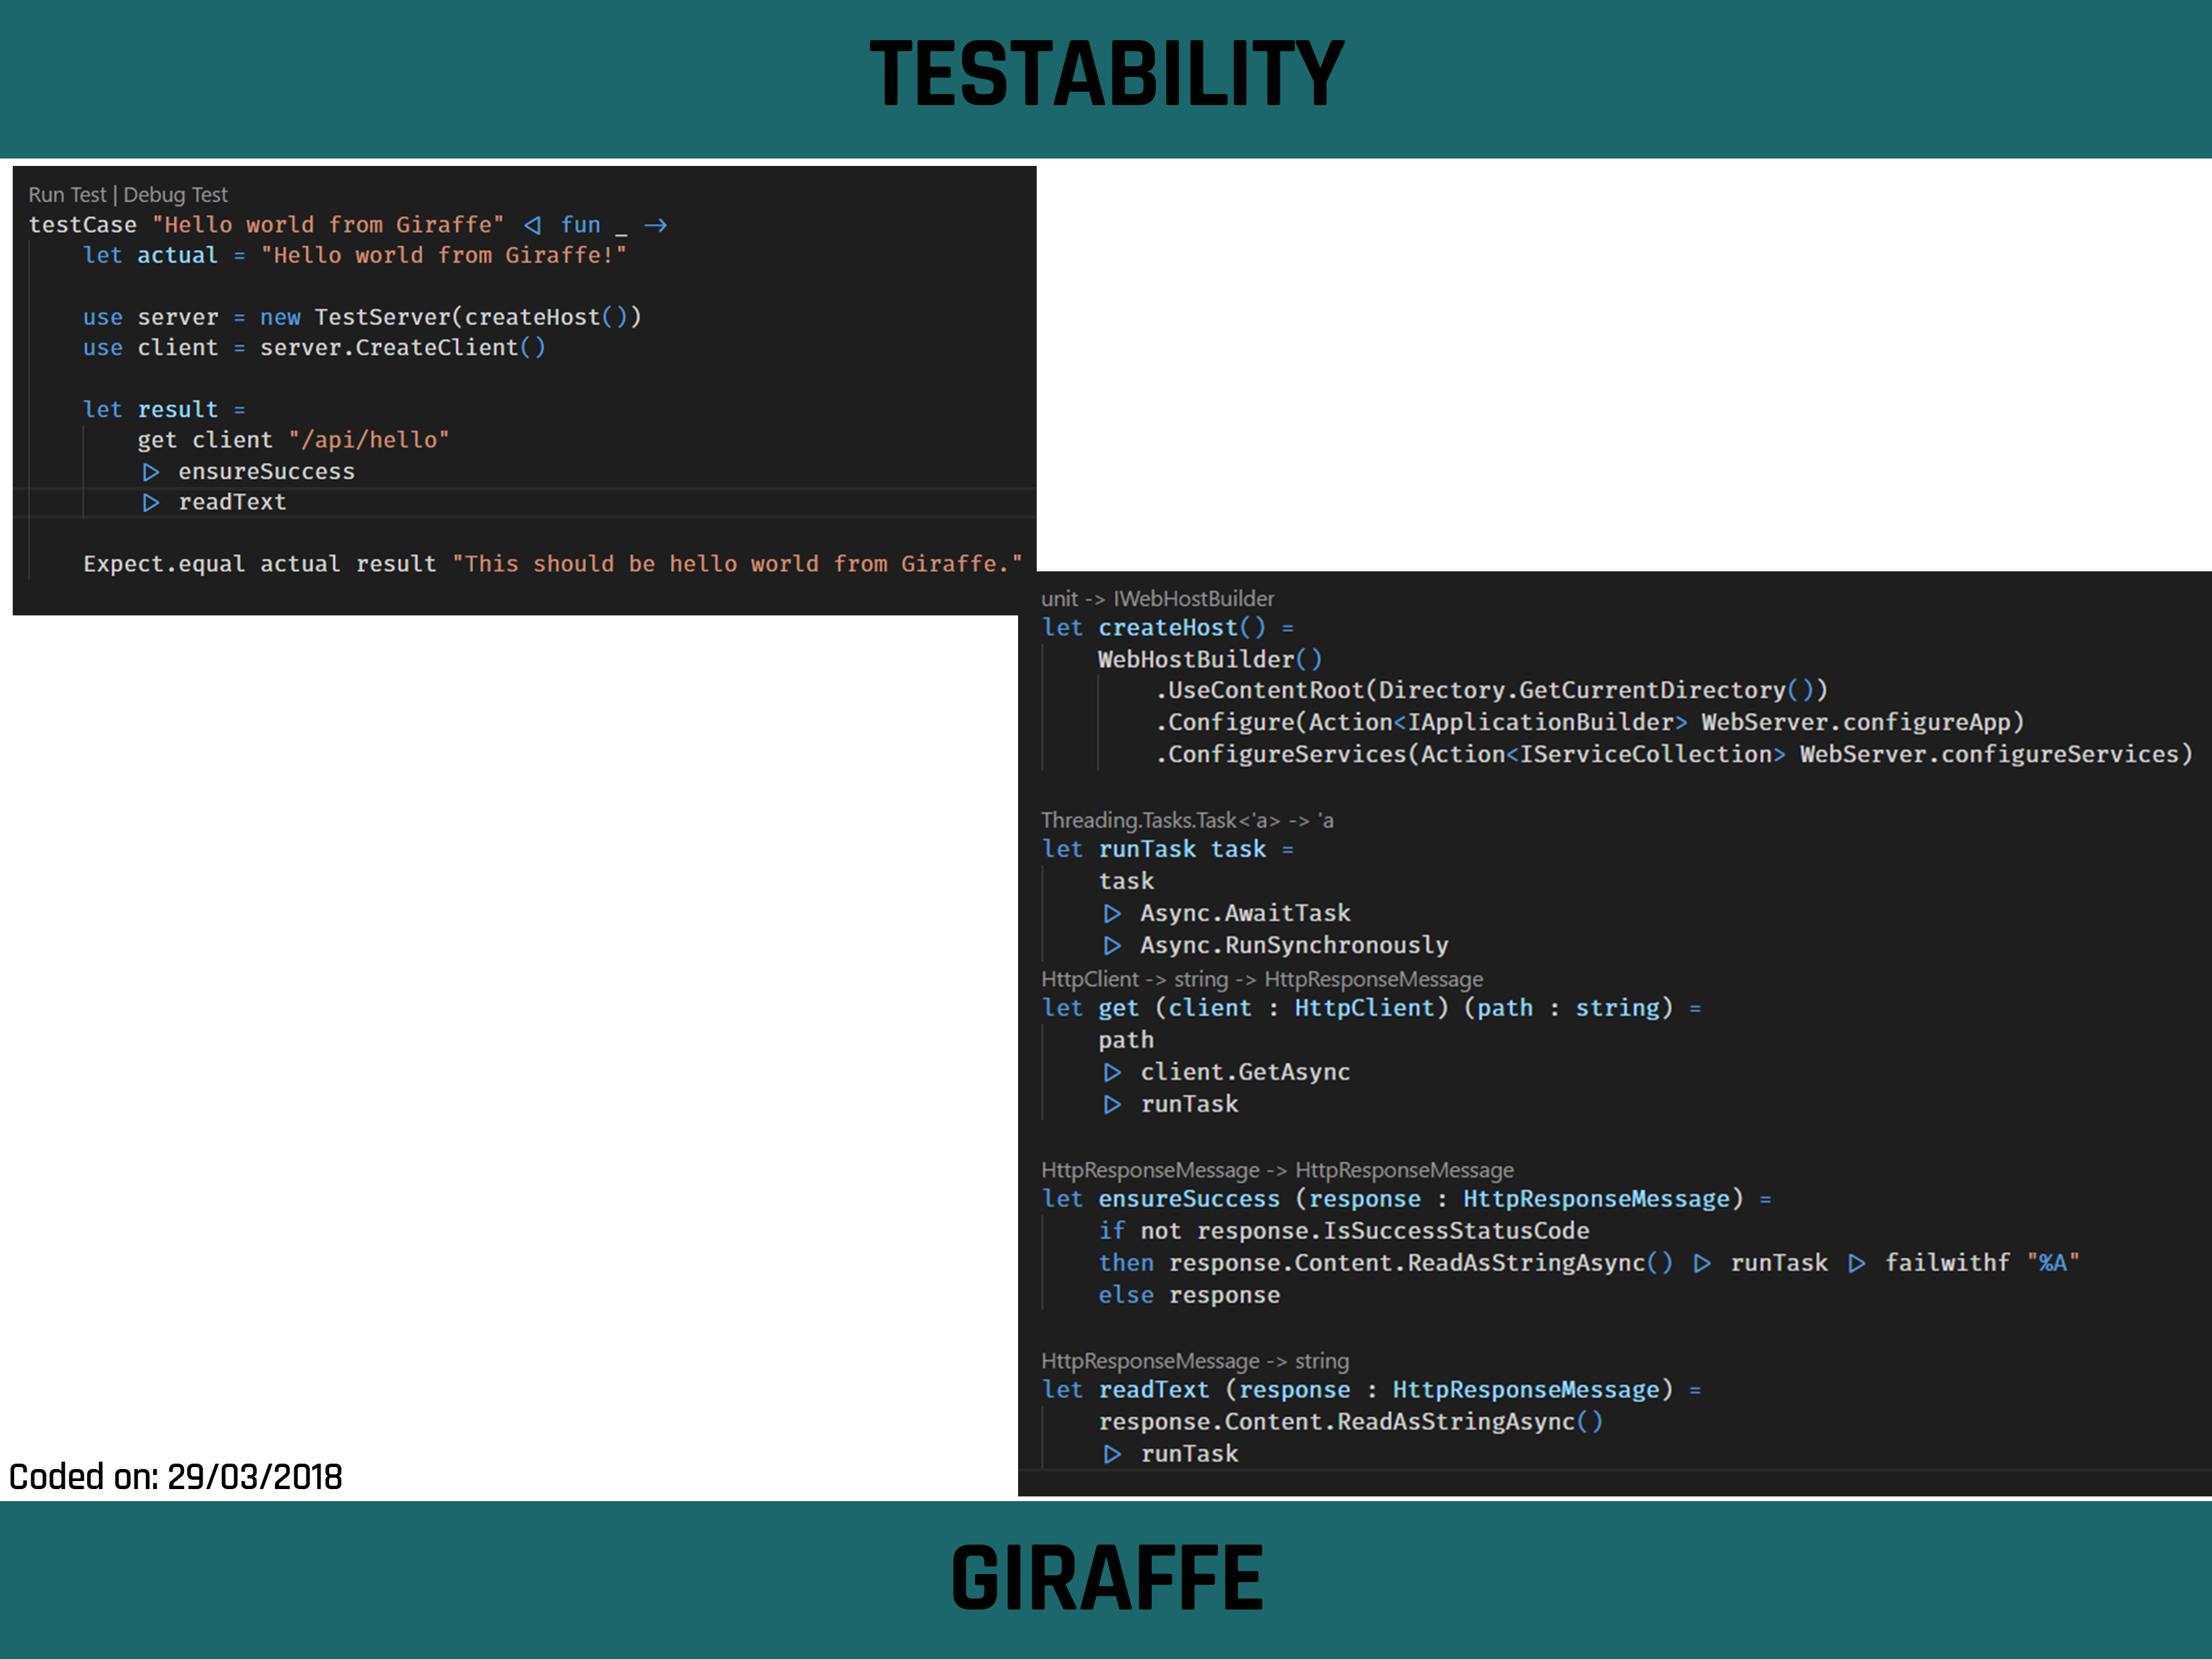 TESTABILITY
Run Test | Debug Test
testCase "Hello world from Giraffe" ◁ fun _ →
let actual = "Hello world from Giraffe!"
use server = new TestServer(createHost())
use client = server.CreateClient()
let result =
get client "/api/hello"
▷ ensureSuccess
▷ readText
Expect.equal actual result "This should be hello world from Giraffe."
unit -> IWebHostBuilder
let createHost() =
WebHostBuilder()
.UseContentRoot(Directory.GetCurrentDirectory())
.Configure(Action<IApplicationBuilder> WebServer.configureApp)
.ConfigureServices(Action<IServiceCollection> WebServer.configureServices)
Threading.Tasks.Task<'a> -> 'a
let runTask task =
task
▷ Async.AwaitTask
▷ Async.RunSynchronously
HttpClient -> string -> HttpResponseMessage
let get (client : HttpClient) (path : string) =
path
▷ client.GetAsync
▷ runTask
HttpResponseMessage -> HttpResponseMessage
let ensureSuccess (response : HttpResponseMessage) =
if not response.IsSuccessStatusCode
then response.Content.ReadAsStringAsync() ▷ runTask ▷ failwithf "%A"
else response
HttpResponseMessage -> string
let readText (response : HttpResponseMessage) =
response.Content.ReadAsStringAsync()
▷ runTask
Coded on: 29/03/2018
GIRAFFE